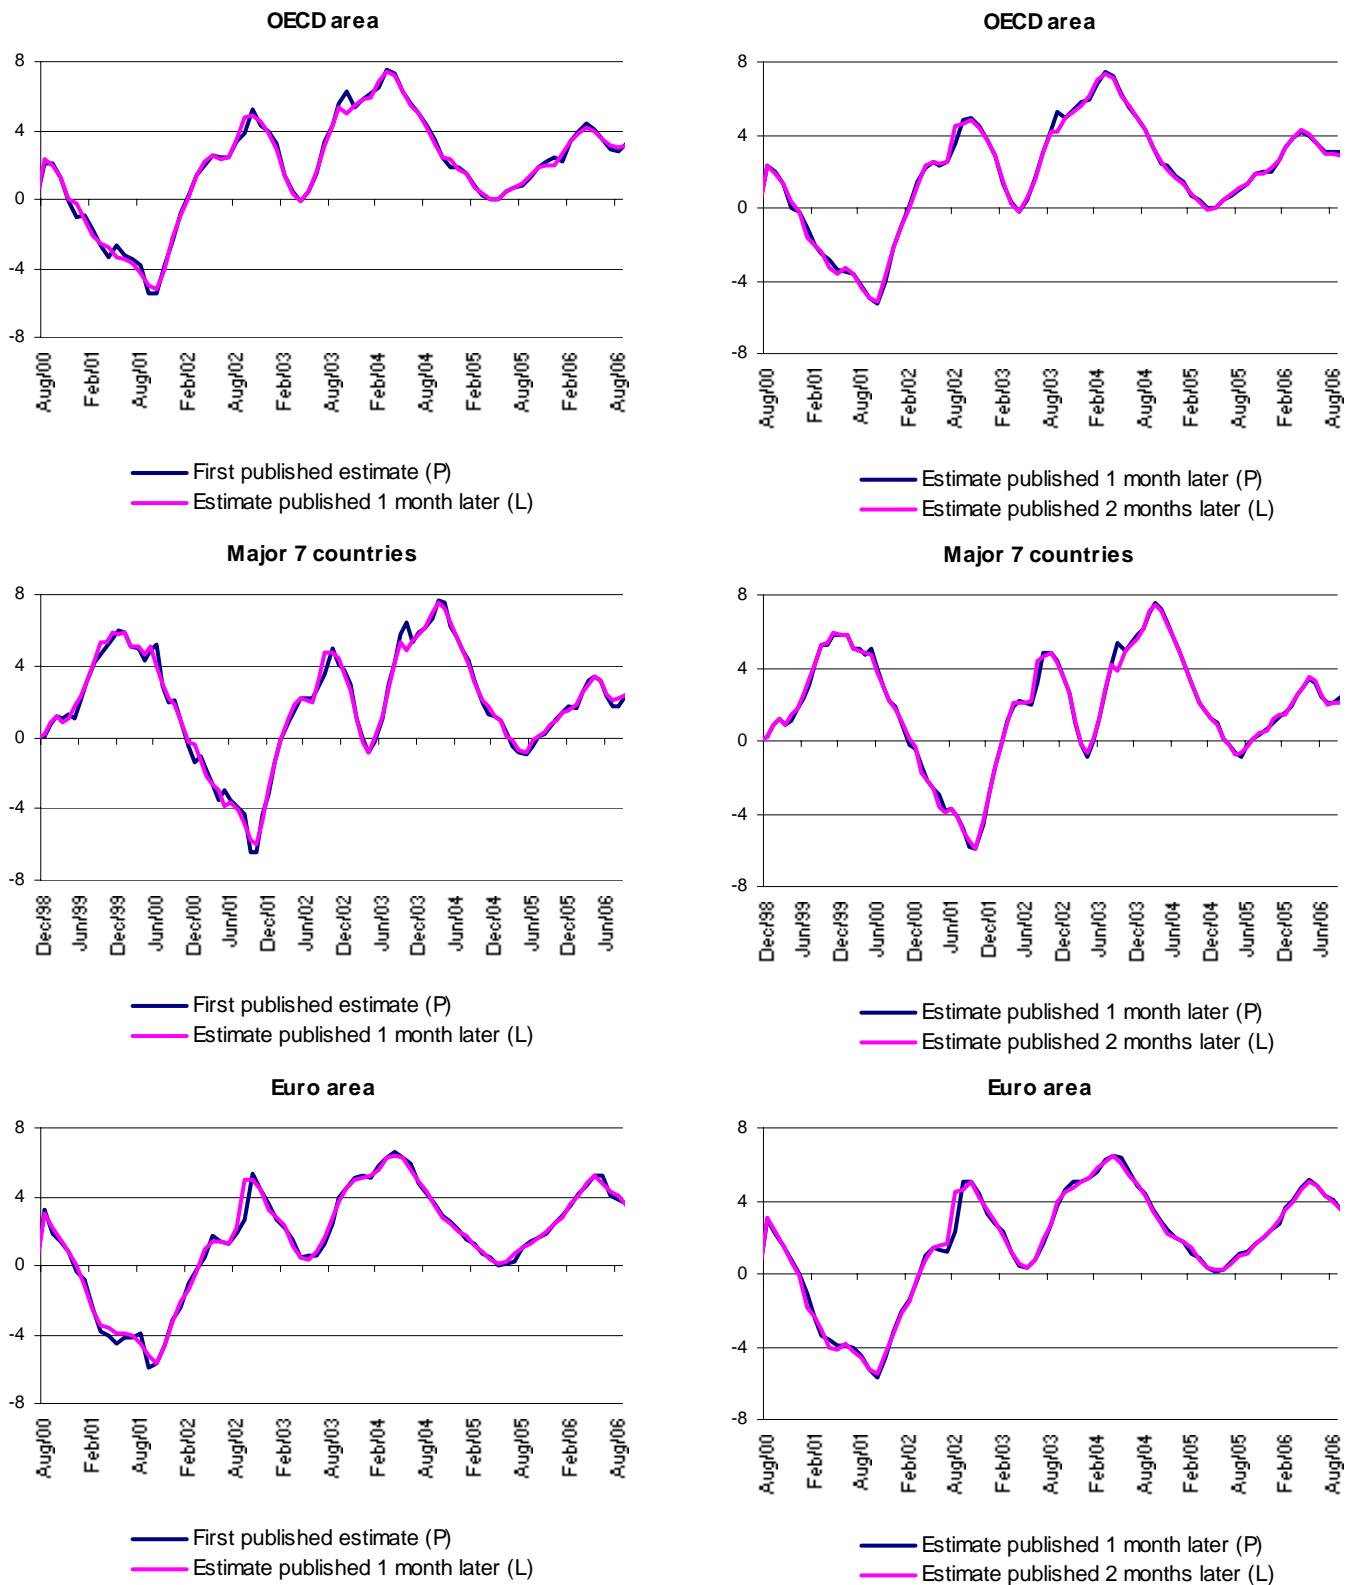 OECD area
8
4
0
-4
-8
Aug/00
Feb/01
Aug/01
Feb/02
Aug/02
Feb/03
Aug/03
Feb/04
Aug/04
Feb/05
Aug/05
Feb/06
Aug/06
First published estimate (P)
Estimate published 1 month later (L)
OECD area
8
4
0
-4
-8
Aug/00
Feb/01
Aug/01
Feb/02
Aug/02
Feb/03
Aug/03
Feb/04
Aug/04
Feb/05
Aug/05
Feb/06
Aug/06
Estimate published 1 month later (P)
Estimate published 2 months later (L)
Major 7 countries
8
4
0
-4
-8
Dec/98
Jun/99
Dec/99
Jun/00
Dec/00
Jun/01
Dec/01
Jun/02
Dec/02
Jun/03
Dec/03
Jun/04
Dec/04
Jun/05
Dec/05
Jun/06
First published estimate (P)
Estimate published 1 month later (L)
Major 7 countries
8
4
0
-4
-8
Dec/98
Jun/99
Dec/99
Jun/00
Dec/00
Jun/01
Dec/01
Jun/02
Dec/02
Jun/03
Dec/03
Jun/04
Dec/04
Jun/05
Dec/05
Jun/06
Estimate published 1 month later (P)
Estimate published 2 months later (L)
Euro area
8
4
0
-4
-8
Aug/00
Feb/01
Aug/01
Feb/02
Aug/02
Feb/03
Aug/03
Feb/04
Aug/04
Feb/05
Aug/05
Feb/06
Aug/06
First published estimate (P)
Estimate published 1 month later (L)
Euro area
8
4
0
-4
-8
Aug/00
Feb/01
Aug/01
Feb/02
Aug/02
Feb/03
Aug/03
Feb/04
Aug/04
Feb/05
Aug/05
Feb/06
Aug/06
Estimate published 1 month later (P)
Estimate published 2 months later (L)